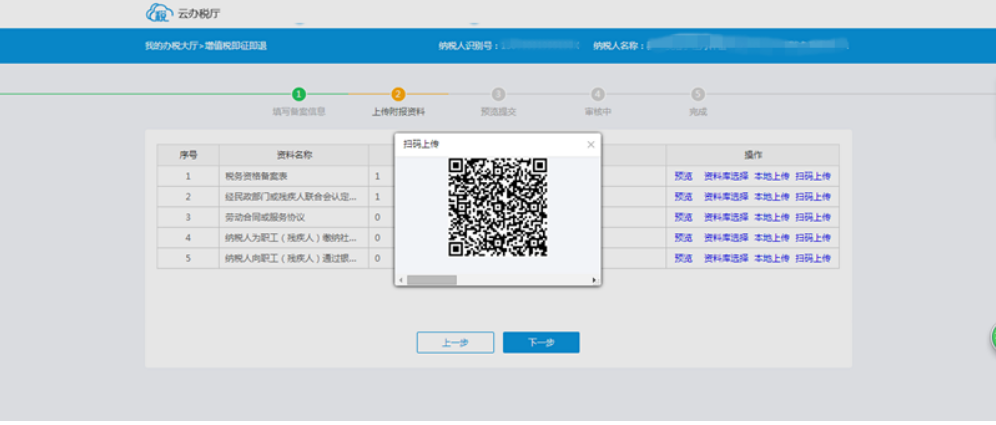 税 云办税厅
我的办税大厅>增值税即征即退 纳税人识别号： 纳税人名称：
1 2 3 4 5
填写备案信息 上传附报资料 预览提交 审核中 完成
扫码上传 ×
序号 资料名称 操作
1 税务资格备案表 1 预览 资料库选择 本地上传 扫码上传
2 经民政部门或残疾人联合会认定... 1 预览 资料库选择 本地上传 扫码上传
3 劳动合同或服务协议 0 预览 资料库选择 本地上传 扫码上传
4 纳税人为职工（残疾人）缴纳社... 0 预览 资料库选择 本地上传 扫码上传
5 纳税人向职工（残疾人）通过银... 0 预览 资料库选择 本地上传 扫码上传
上一步 下一步